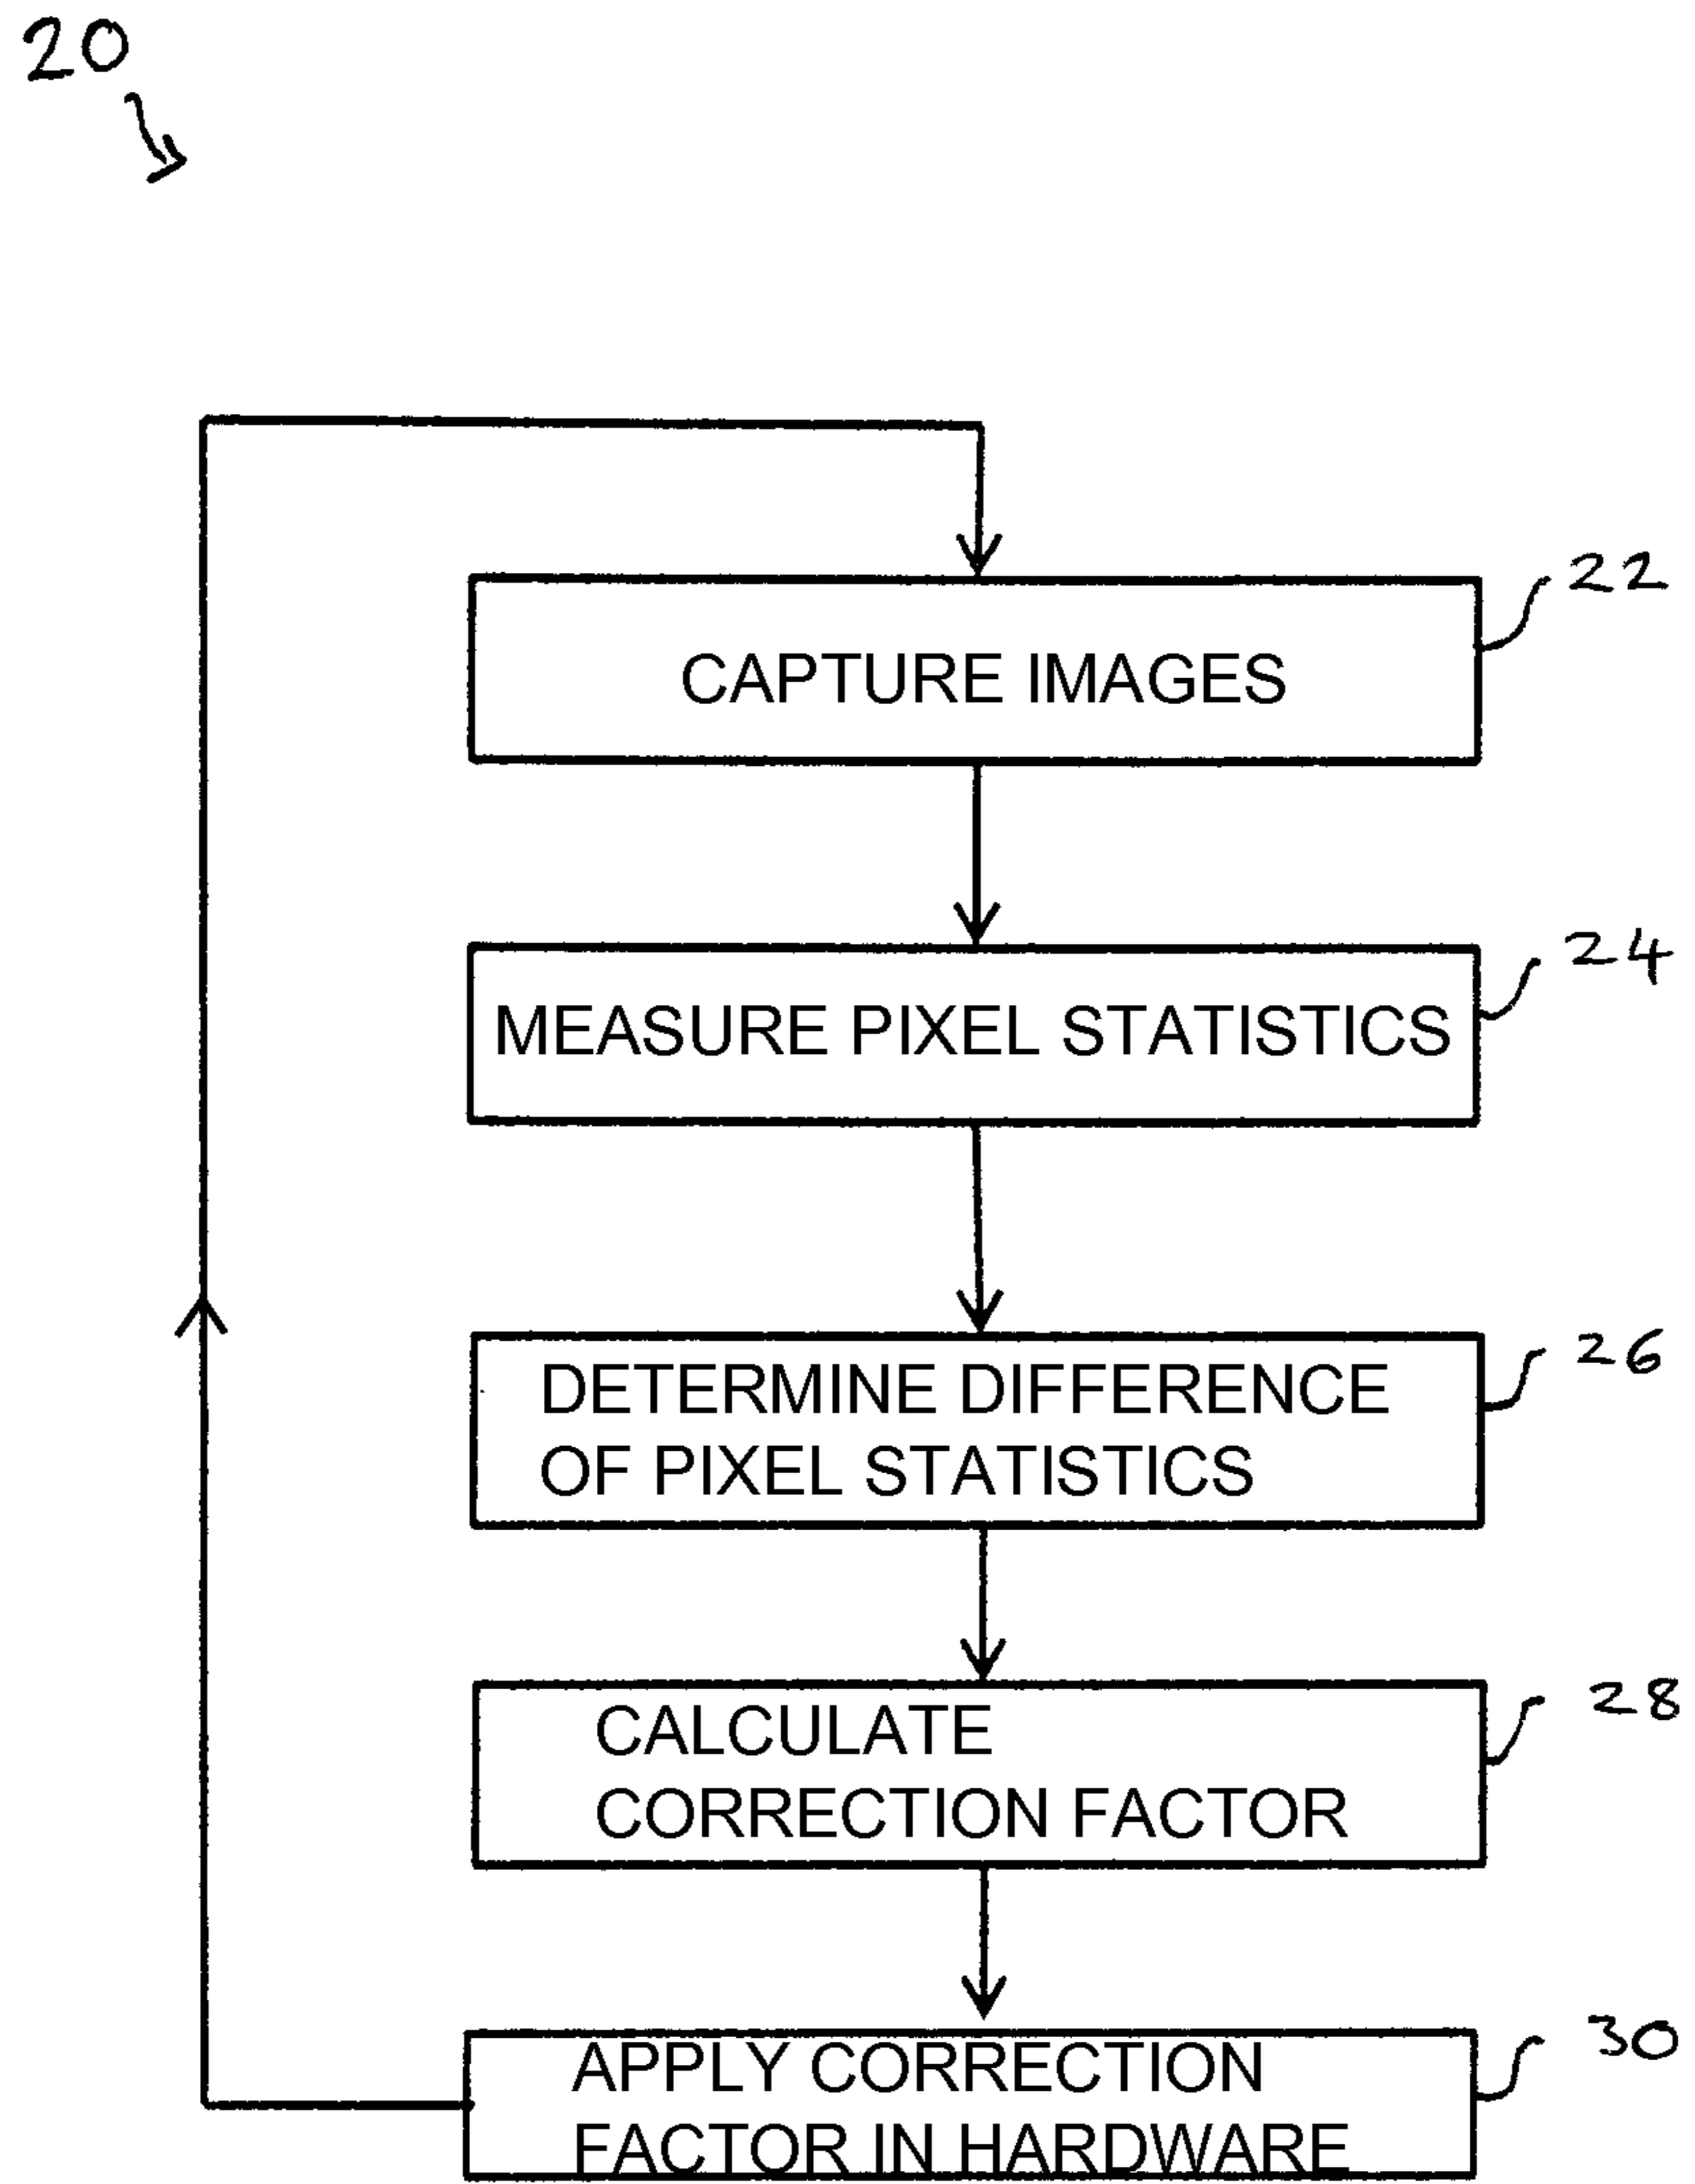 20
22
CAPTURE IMAGES
24
MEASURE PIXEL STATISTICS
26
DETERMINE DIFFERENCE
OF PIXEL STATISTICS
28
CALCULATE
CORRECTION FACTOR
30
APPLY CORRECTION
FACTOR IN HARDWARE